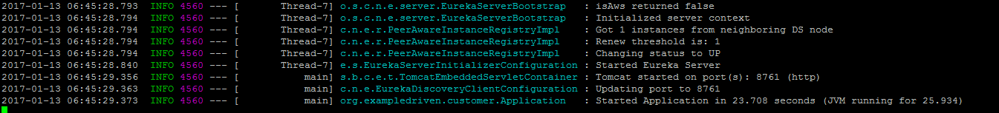 2017-01-13 06:45:28.793  INFO 4560 --- [       Thread-7] o.s.c.n.e.server.EurekaServerBootstrap   : isAws returned false
2017-01-13 06:45:28.794  INFO 4560 --- [       Thread-7] o.s.c.n.e.server.EurekaServerBootstrap   : Initialized server context
2017-01-13 06:45:28.794  INFO 4560 --- [       Thread-7] c.n.e.r.PeerAwareInstanceRegistryImpl    : Got 1 instances from neighboring DS node
2017-01-13 06:45:28.794  INFO 4560 --- [       Thread-7] c.n.e.r.PeerAwareInstanceRegistryImpl    : Renew threshold is: 1
2017-01-13 06:45:28.794  INFO 4560 --- [       Thread-7] c.n.e.r.PeerAwareInstanceRegistryImpl    : Changing status to UP
2017-01-13 06:45:28.840  INFO 4560 --- [       Thread-7] e.s.EurekaServerInitializerConfiguration : Started Eureka Server
2017-01-13 06:45:29.356  INFO 4560 --- [           main] s.b.c.e.t.TomcatEmbeddedServletContainer : Tomcat started on port(s): 8761 (http)
2017-01-13 06:45:29.363  INFO 4560 --- [           main] c.n.e.EurekaDiscoveryClientConfiguration : Updating port to 8761
2017-01-13 06:45:29.373  INFO 4560 --- [           main] org.exampledriven.customer.Application   : Started Application in 23.708 seconds (JVM running for 25.934)